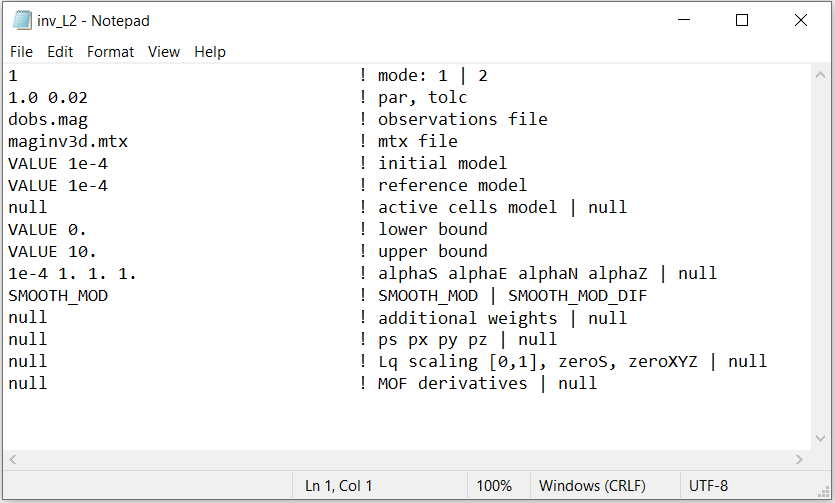 inv_L2 - Notepad
File Edit Format View Help
1 ! mode: 1 | 2
1.0 0.02 ! par, tolc
dobs.mag ! observations file
maginv3d.mtx ! mtx file
VALUE 1e-4 ! initial model
VALUE 1e-4 ! reference model
null ! active cells model | null
VALUE 0. ! lower bound
VALUE 10. ! upper bound
1e-4 1. 1. 1. ! alphaS alphaE alphaN alphaZ | null
SMOOTH_MOD ! SMOOTH_MOD | SMOOTH_MOD_DIF
null ! additional weights | null
null ! ps px py pz | null
null ! Lq scaling [0,1], zeroS, zeroXYZ | null
null ! MOF derivatives | null
Ln 1, Col 1 100% Windows (CRLF) UTF-8